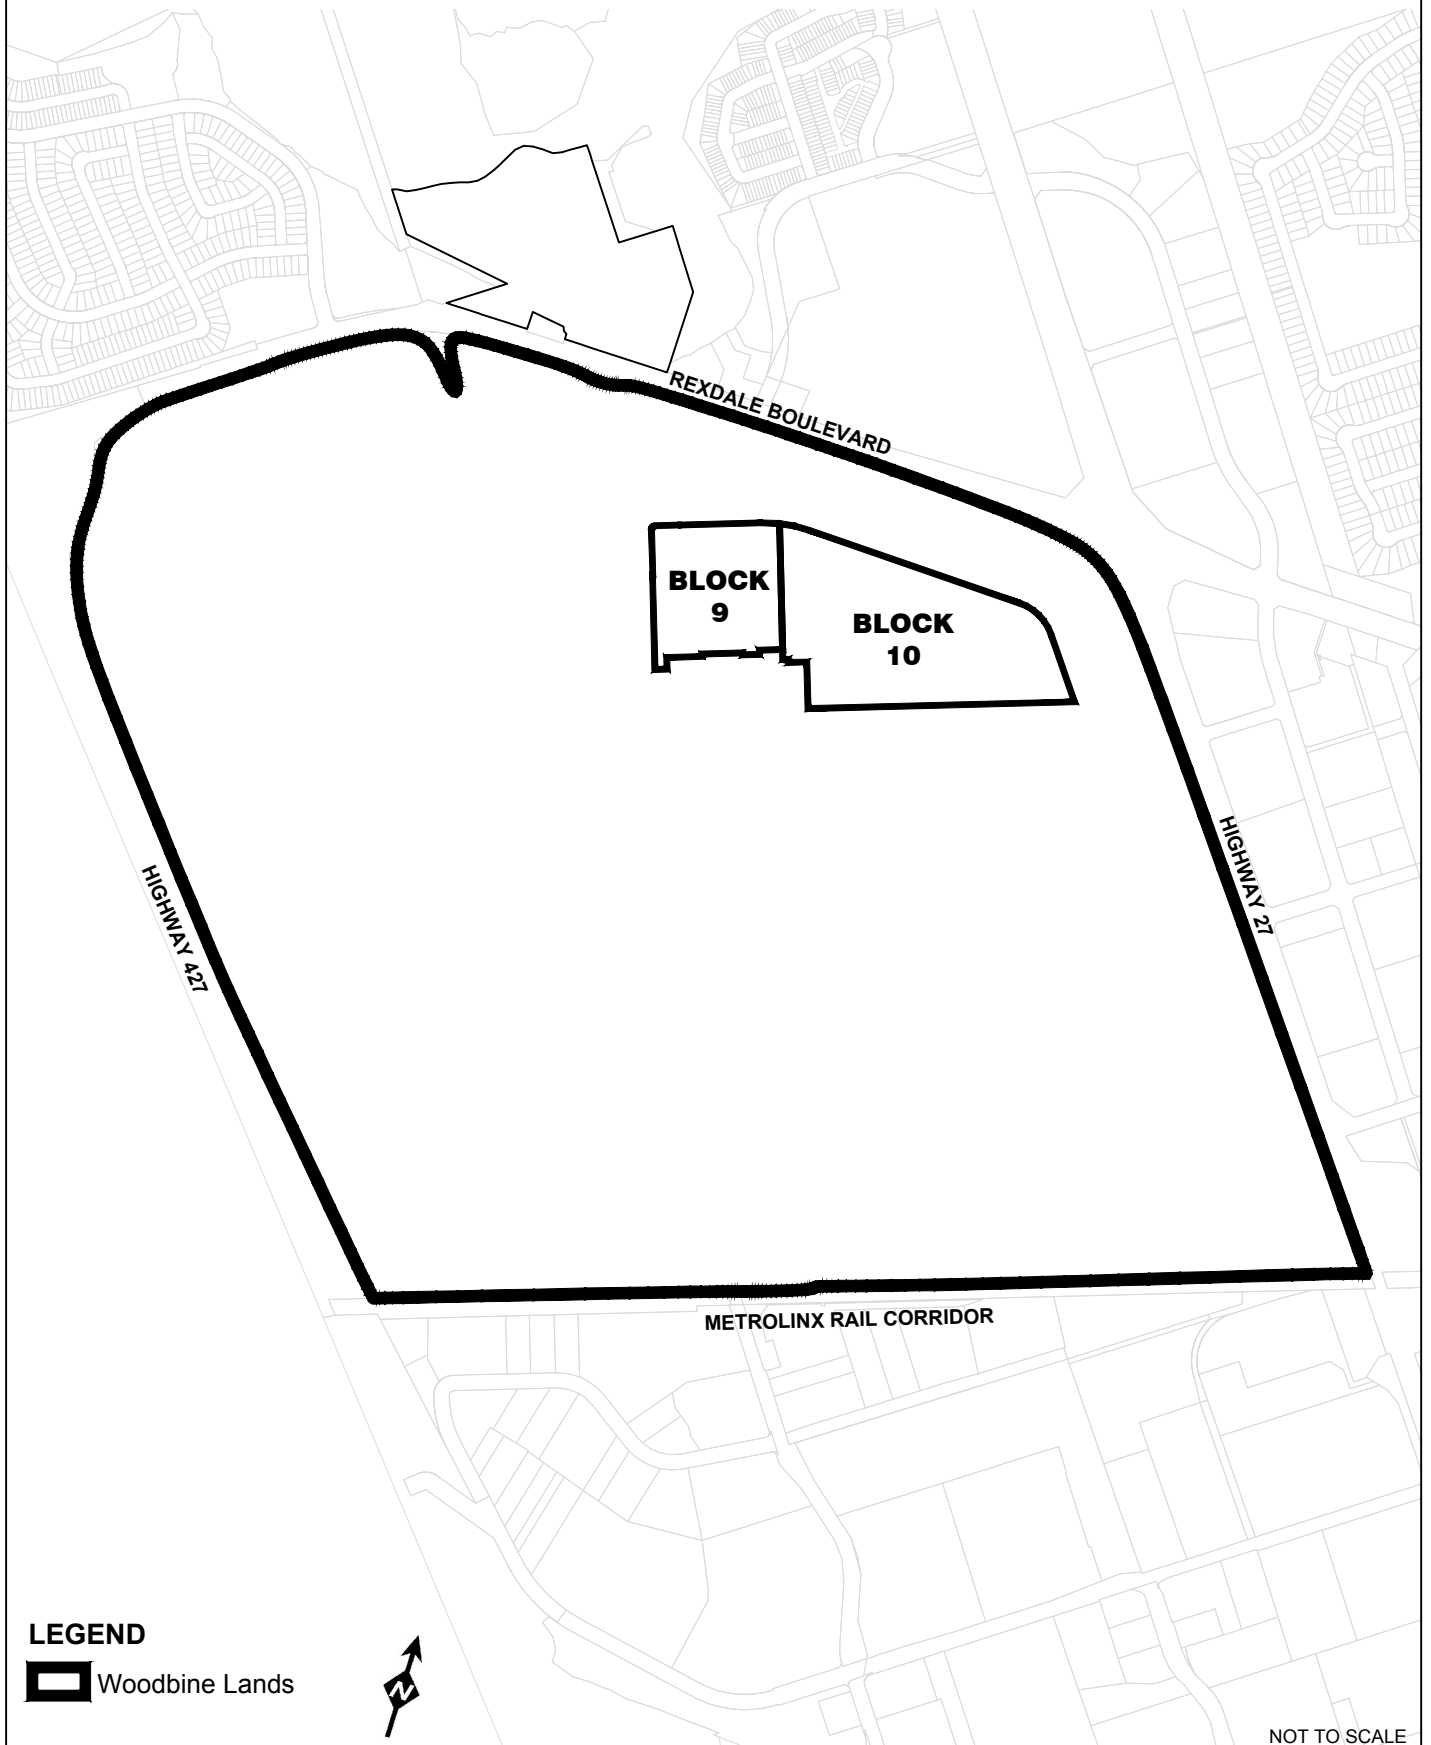 REXDALE BOULEVARD
BLOCK
9
BLOCK
10
HIGHWAY 427
HIGHWAY 27
METROLINX RAIL CORRIDOR
LEGEND
Woodbine Lands
N
NOT TO SCALE